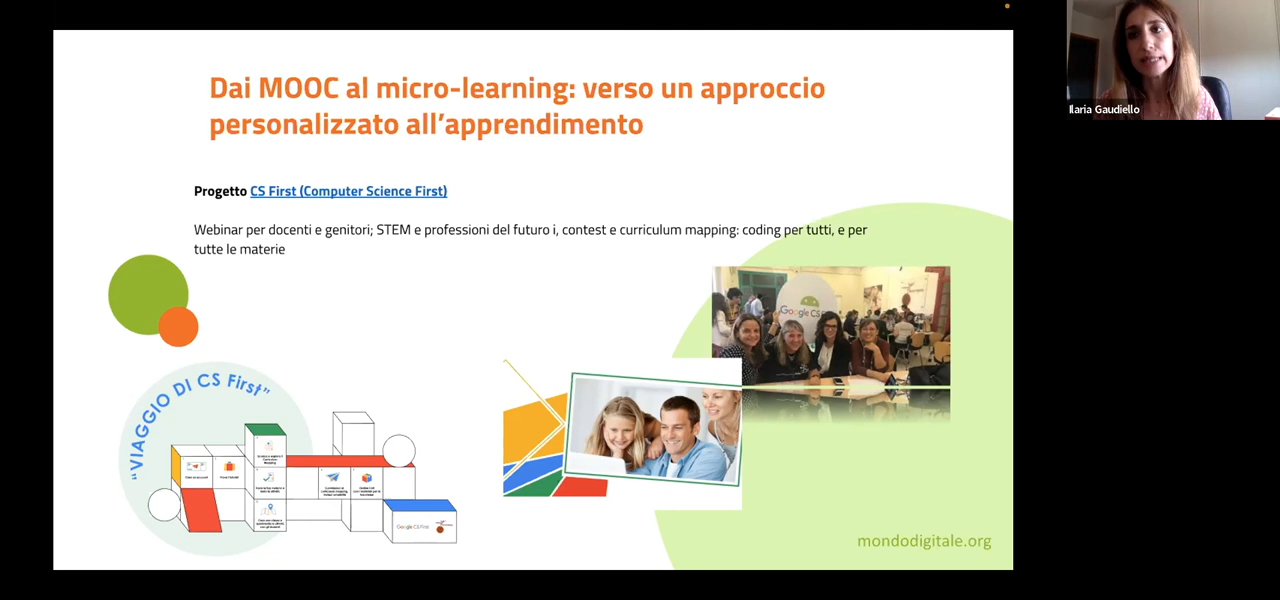 Dai MOOC al micro-learning: verso un approccio
personalizzato all'apprendimento
Ilaria Gaudiello
Progetto CS First (Computer Science First)
Webinar per docenti e genitori; STEM e professioni del futuro i, contest e curriculum mapping: coding per tutti, e per
tutte le materie
Google CS
"VIAGGIO DI CS First"
Google CS First
mondodigitale.org